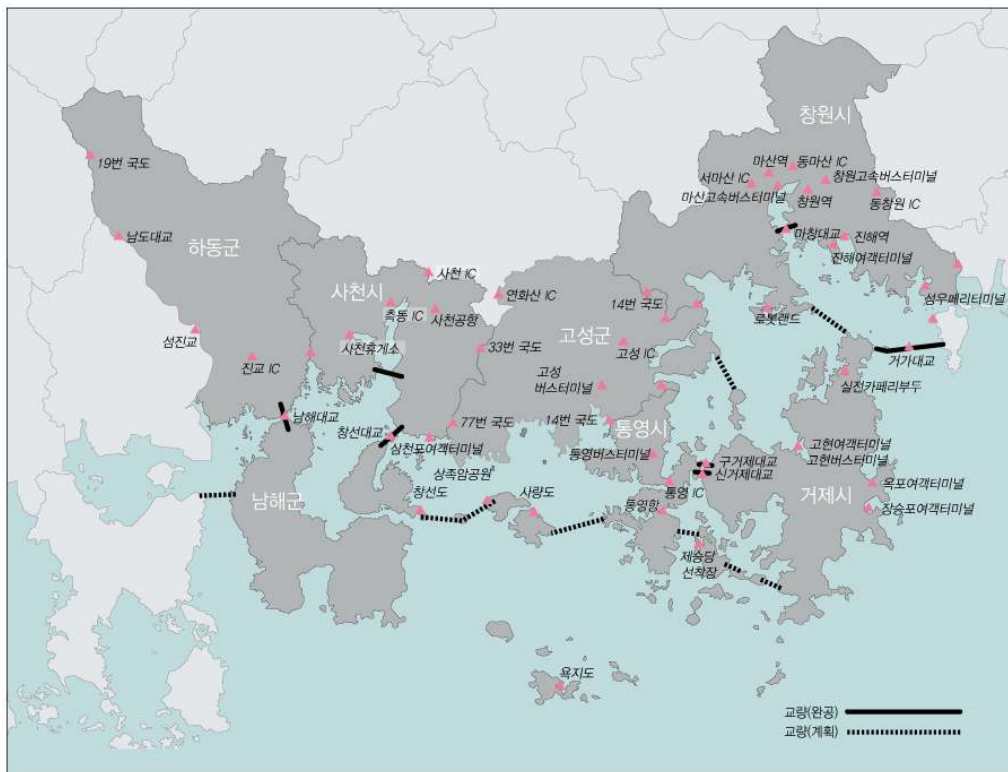 창원시
마산역
동마산 IC
서마산 IC
창원고속버스터미널
마산고속버스터미널
창원역
동창원 IC
19번 국도
남도대교
하동군
마창대교
진해역
진해여객터미널
사천 IC
사천시
연화산 IC
14번 국도
섬우페리터미널
축동 IC
사천공항
로봇랜드
섬진교
사천휴게소
33번 국도
고성군
고성 IC
거가대교
진교 IC
고성
버스터미널
실전카페리부두
남해대교
창선대교
77번 국도
14번 국도
통영시
삼천포여객터미널
통영버스터미널
고현여객터미널
고현버스터미널
구거제대교
신거제대교
상족암공원
남해군
창선도
사량도
통영항
통영 IC
거제시
옥포여객터미널
장승포여객터미널
제승당
선착장
욕지도
교량(완공)
교량(계획)